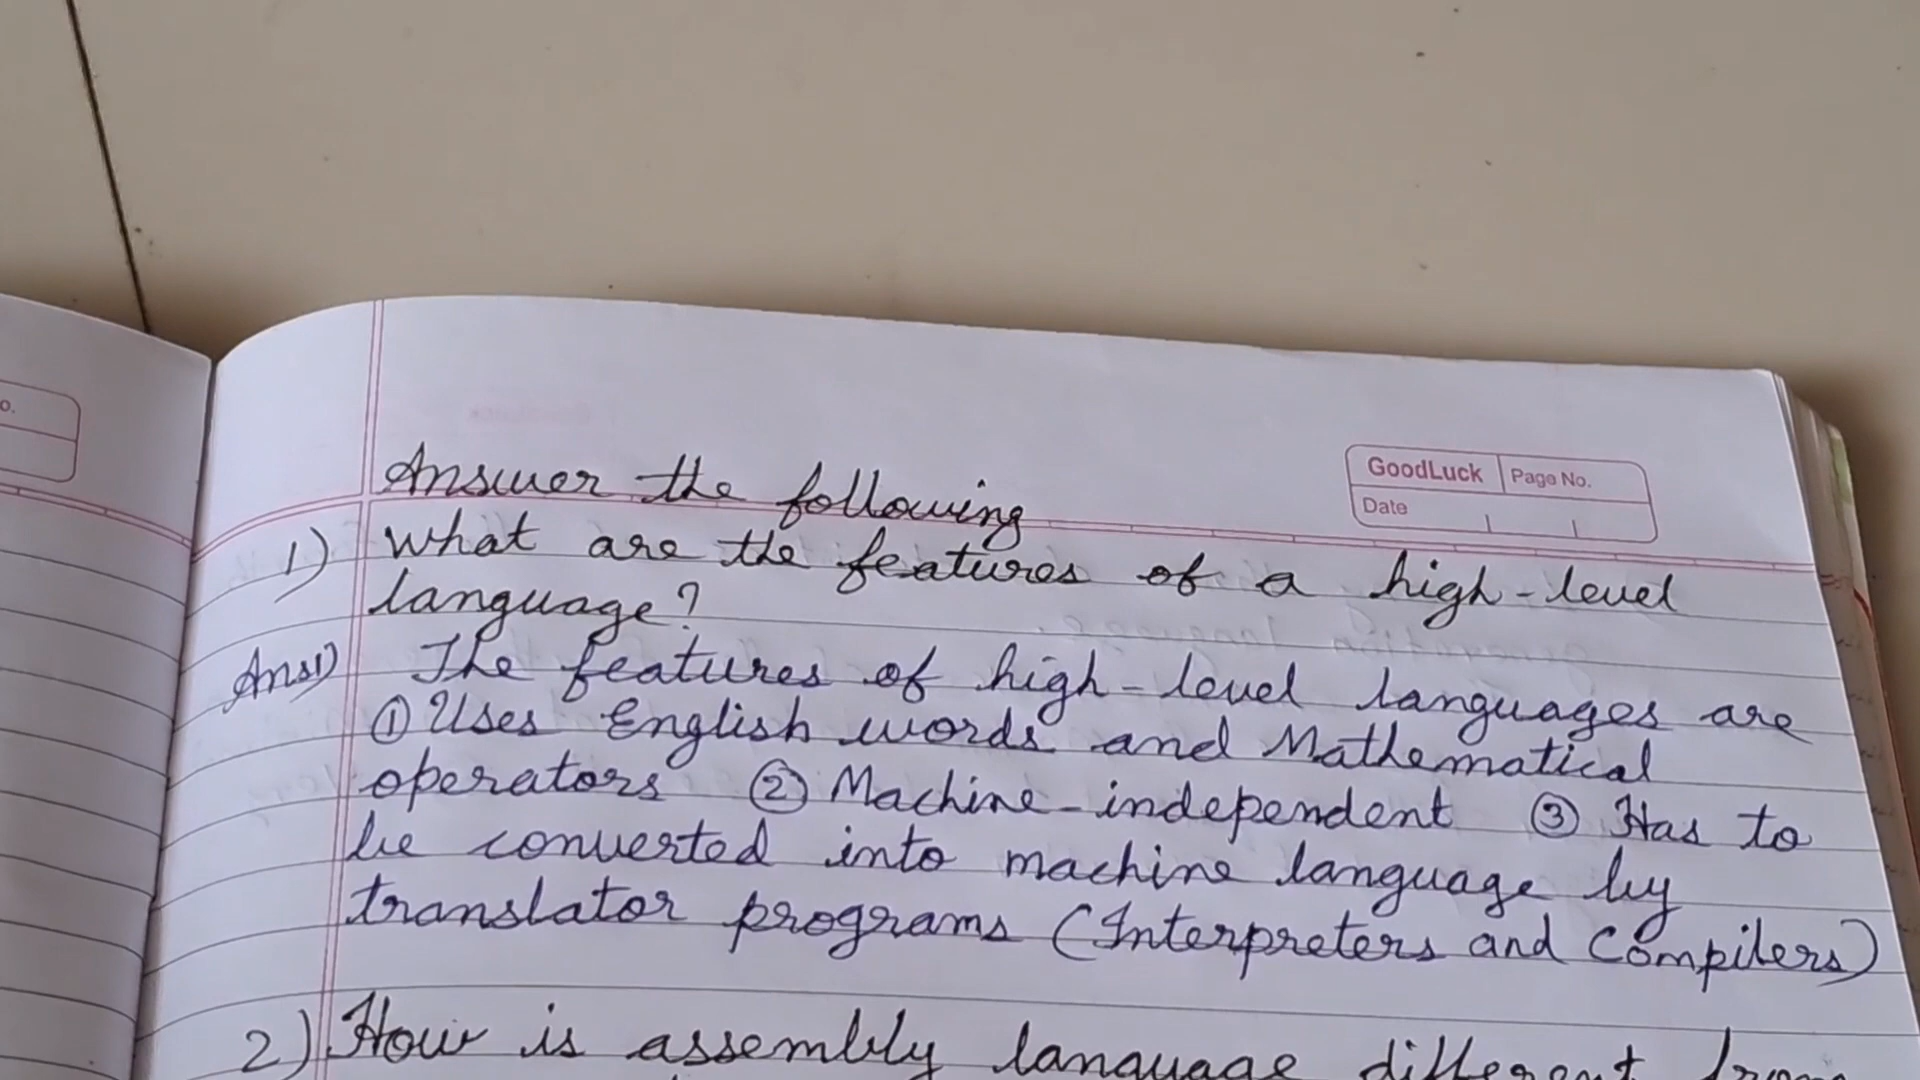 o.
GoodLuck Page No.
Date
Answer the following
1) What are the features of a high-level
language?
Ans1) The features of high-level languages are
① Uses English words and Mathematical
operators ② Machine-independent ③ Has to
be converted into machine language by
translator programs (Interpreters and Compilers)
2) How is assembly language different from